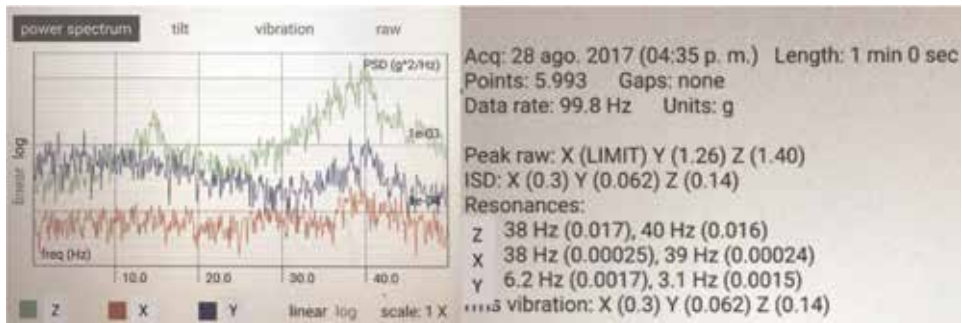 power spectrum tilt vibration raw
PSD (g^2/Hz)
1e-03
linear log
1e-04
freq (Hz)
10.0 20.0 30.0 40.0
Z X Y linear log scale: 1 X
Acq: 28 ago. 2017 (04:35 p. m.) Length: 1 min 0 sec
Points: 5.993 Gaps: none
Data rate: 99.8 Hz Units: g
Peak raw: X (LIMIT) Y (1.26) Z (1.40)
ISD: X (0.3) Y (0.062) Z (0.14)
Resonances:
Z 38 Hz (0.017), 40 Hz (0.016)
X 38 Hz (0.00025), 39 Hz (0.00024)
Y 6.2 Hz (0.0017), 3.1 Hz (0.0015)
vibration: X (0.3) Y (0.062) Z (0.14)